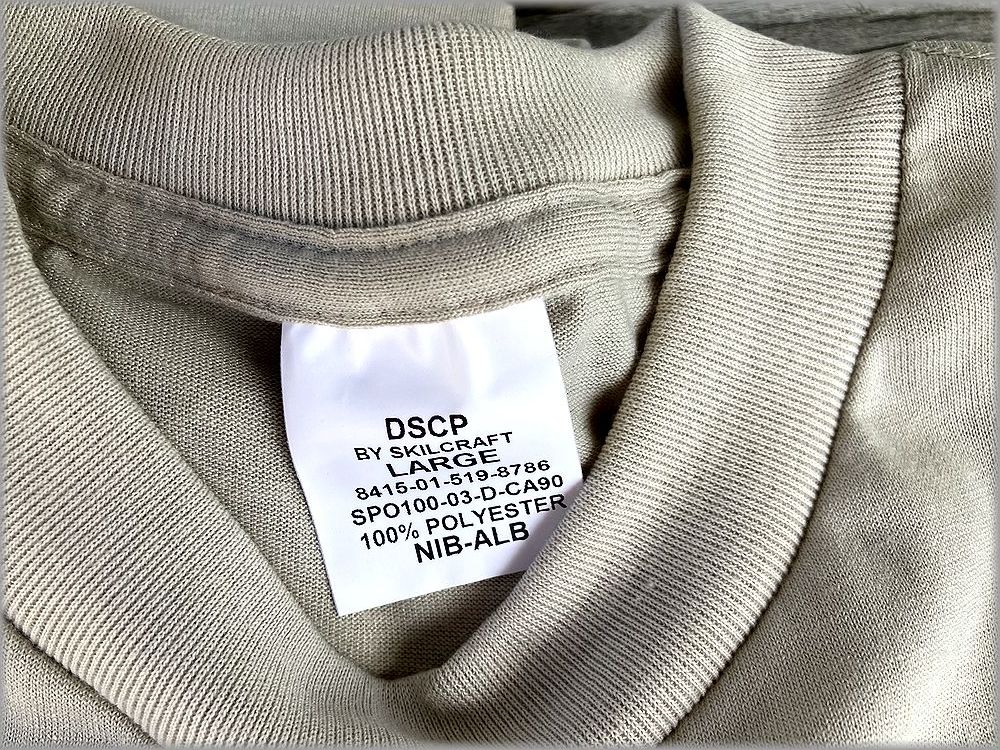 DSCP
BY SKILCRAFT
LARGE
8415-01-519-8786
SPO100-03-D-CA90
100% POLYESTER
NIB-ALB